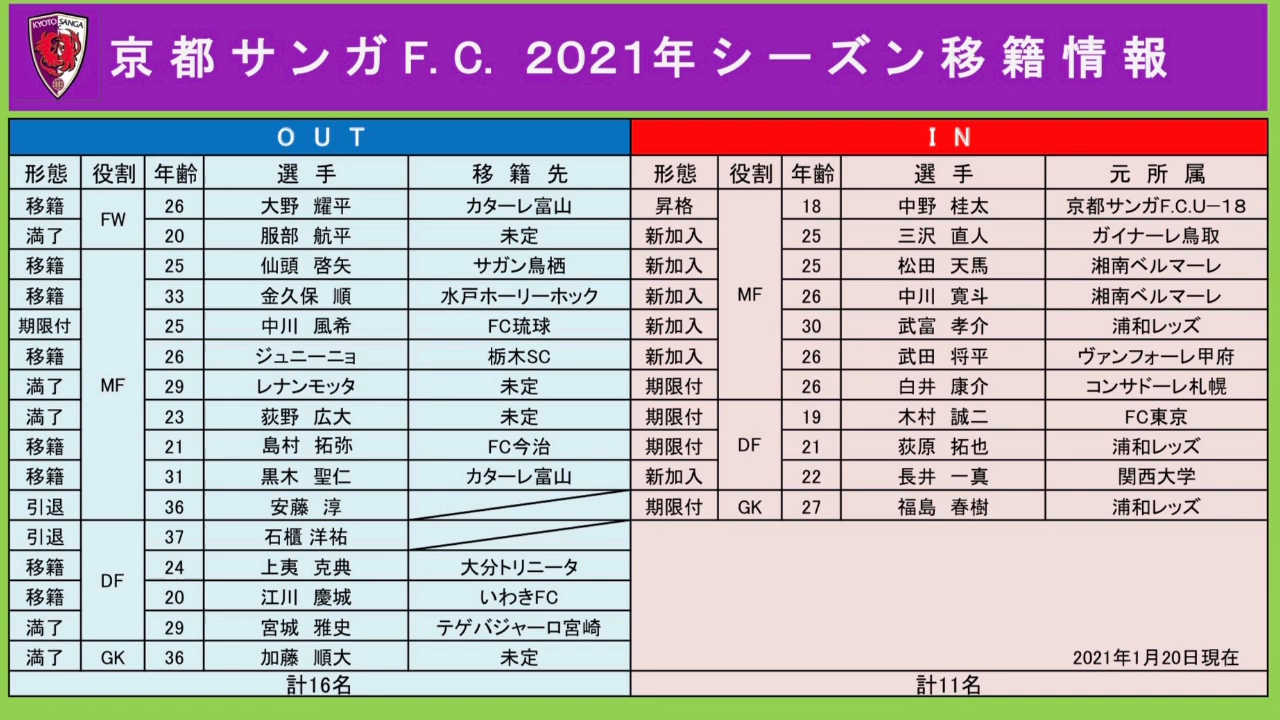 KYOTO SANGA
京都サンガF.C. 2021年シーズン移籍情報
OUT IN
形態 役割 年齢 選手 移籍先 形態 役割 年齢 選手 元所属
移籍 FW 26 大野 耀平 カターレ富山 昇格 MF 18 中野 桂太 京都サンガF.C.U-18
満了 20 服部 航平 未定 新加入 25 三沢 直人 ガイナーレ鳥取
移籍 MF 25 仙頭 啓矢 サガン鳥栖 新加入 25 松田 天馬 湘南ベルマーレ
移籍 33 金久保 順 水戸ホーリーホック 新加入 26 中川 寛斗 湘南ベルマーレ
期限付 25 中川 風希 FC琉球 新加入 30 武富 孝介 浦和レッズ
移籍 26 ジュニーニョ 栃木SC 新加入 26 武田 将平 ヴァンフォーレ甲府
満了 29 レナンモッタ 未定 期限付 26 白井 康介 コンサドーレ札幌
満了 23 荻野 広大 未定 期限付 DF 19 木村 誠二 FC東京
移籍 21 島村 拓弥 FC今治 期限付 21 荻原 拓也 浦和レッズ
移籍 31 黒木 聖仁 カターレ富山 新加入 22 長井 一真 関西大学
引退 36 安藤 淳 期限付 GK 27 福島 春樹 浦和レッズ
引退 DF 37 石櫃 洋祐
移籍 24 上夷 克典 大分トリニータ
移籍 20 江川 慶城 いわきFC
満了 29 宮城 雅史 テゲバジャーロ宮崎
満了 GK 36 加藤 順大 未定 2021年1月20日現在
計16名 計11名